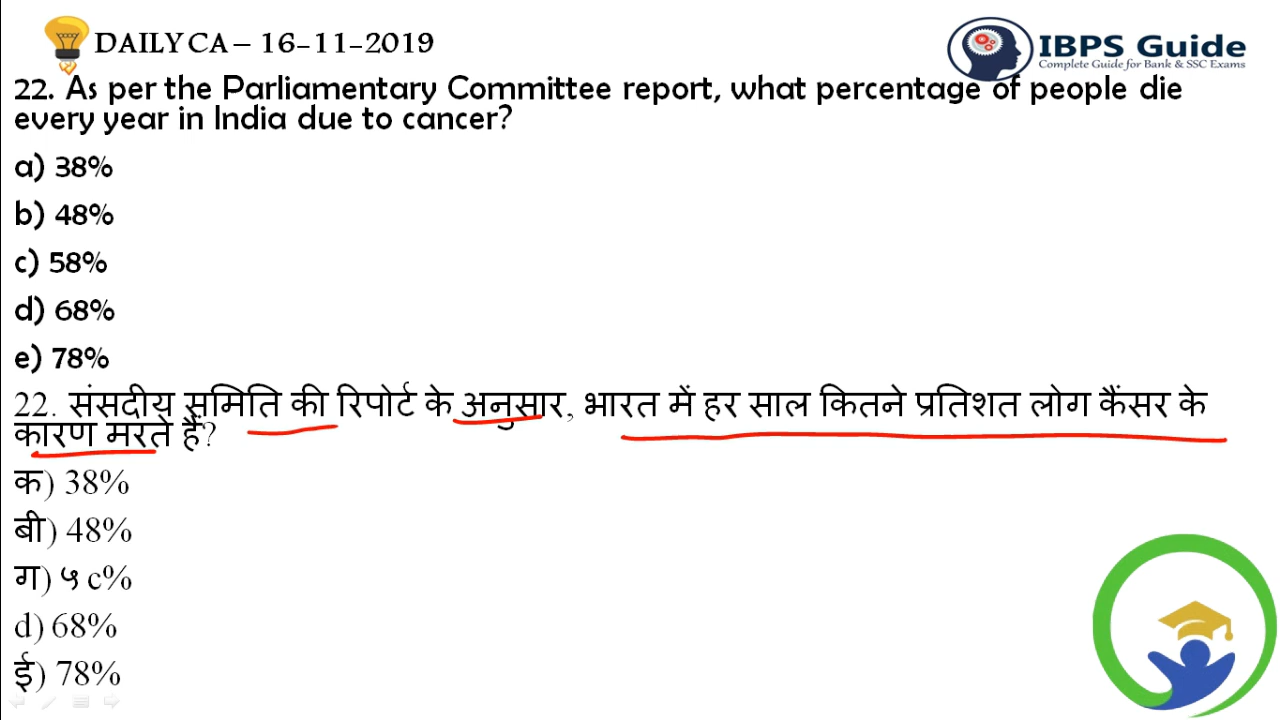 DAILY CA – 16-11-2019
IBPS Guide
Complete Guide for Bank & SSC Exams
22. As per the Parliamentary Committee report, what percentage of people die
every year in India due to cancer?
a) 38%
b) 48%
c) 58%
d) 68%
e) 78%
22. संसदीय समिति की रिपोर्ट के अनुसार, भारत में हर साल कितने प्रतिशत लोग कैंसर के
कारण मरते हैं?
क) 38%
बी) 48%
ग) ५ c%
d) 68%
ई) 78%